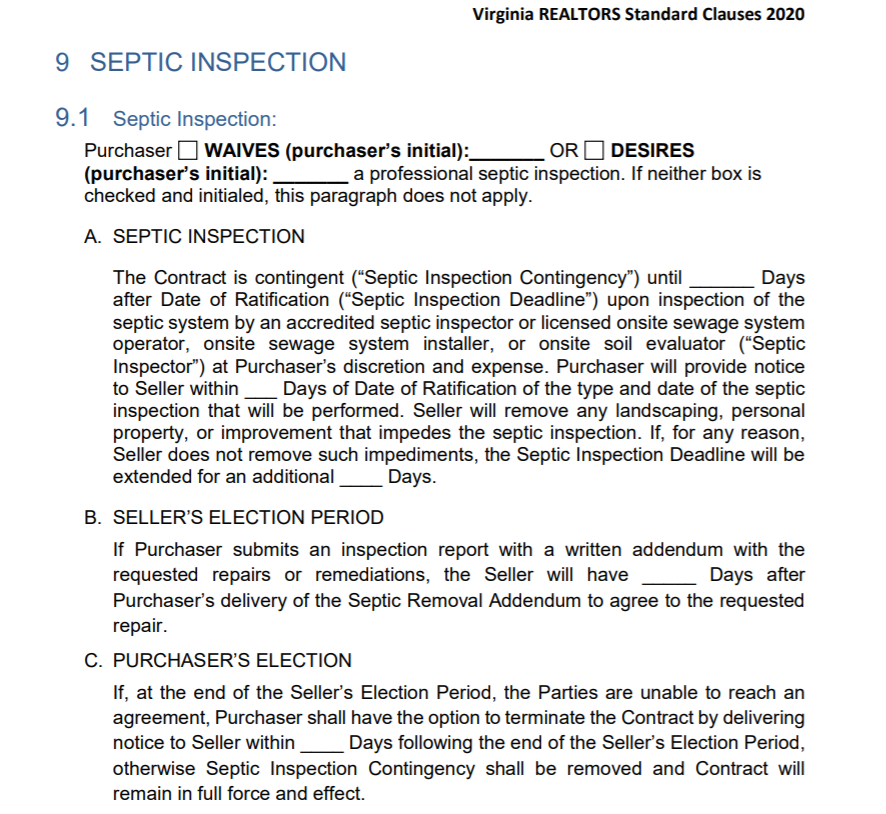 Virginia REALTORS Standard Clauses 2020
9 SEPTIC INSPECTION
9.1 Septic Inspection:
Purchaser ☐ WAIVES (purchaser’s initial):_______ OR ☐ DESIRES
(purchaser’s initial): _______ a professional septic inspection. If neither box is
checked and initialed, this paragraph does not apply.
A. SEPTIC INSPECTION
The Contract is contingent (“Septic Inspection Contingency”) until ______ Days
after Date of Ratification (“Septic Inspection Deadline”) upon inspection of the
septic system by an accredited septic inspector or licensed onsite sewage system
operator, onsite sewage system installer, or onsite soil evaluator (“Septic
Inspector”) at Purchaser’s discretion and expense. Purchaser will provide notice
to Seller within ___ Days of Date of Ratification of the type and date of the septic
inspection that will be performed. Seller will remove any landscaping, personal
property, or improvement that impedes the septic inspection. If, for any reason,
Seller does not remove such impediments, the Septic Inspection Deadline will be
extended for an additional ____ Days.
B. SELLER’S ELECTION PERIOD
If Purchaser submits an inspection report with a written addendum with the
requested repairs or remediations, the Seller will have _____ Days after
Purchaser’s delivery of the Septic Removal Addendum to agree to the requested
repair.
C. PURCHASER’S ELECTION
If, at the end of the Seller’s Election Period, the Parties are unable to reach an
agreement, Purchaser shall have the option to terminate the Contract by delivering
notice to Seller within ____ Days following the end of the Seller’s Election Period,
otherwise Septic Inspection Contingency shall be removed and Contract will
remain in full force and effect.